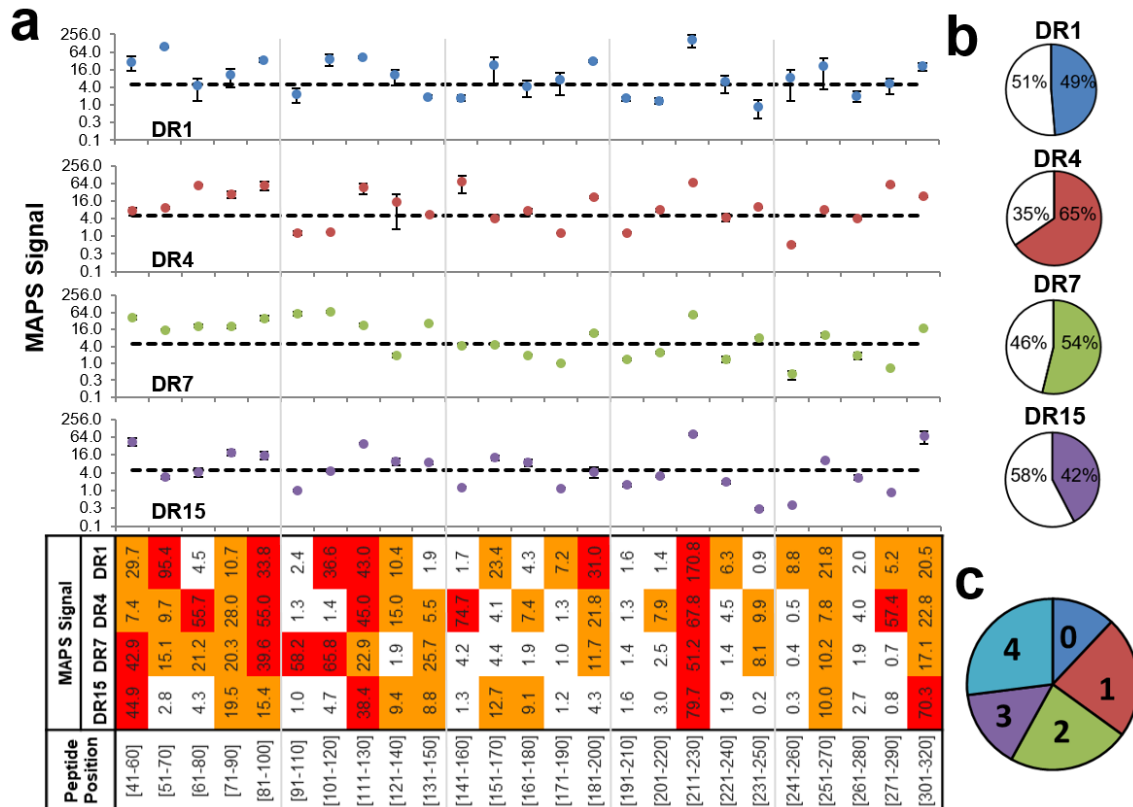 a
MAPS Signal
256.0
64.0
16.0
4.0
1.0
0.3
0.1
DR1
256.0
64.0
16.0
4.0
1.0
0.3
0.1
DR4
256.0
64.0
16.0
4.0
1.0
0.3
0.1
DR7
256.0
64.0
16.0
4.0
1.0
0.3
0.1
DR15
MAPS Signal
DR1 29.7 95.4 4.5 10.7 33.8 2.4 36.6 43.0 10.4 1.9 1.7 23.4 4.3 7.2 31.0 1.6 1.4 170.8 6.3 0.9 8.8 21.8 2.0 5.2 20.5
DR4 7.4 9.7 55.7 28.0 55.0 1.3 1.4 45.0 15.0 5.5 74.7 4.1 7.4 1.3 21.8 1.3 7.9 67.8 4.5 9.9 0.5 7.8 4.0 57.4 22.8
DR7 42.9 15.1 21.2 20.3 39.6 58.2 65.8 22.9 1.9 25.7 4.2 4.4 1.9 1.0 11.7 1.4 2.5 51.2 1.4 8.1 0.4 10.2 1.9 0.7 17.1
DR15 44.9 2.8 4.3 19.5 15.4 1.0 4.7 38.4 9.4 8.8 1.3 12.7 9.1 1.2 4.3 1.6 3.0 79.7 1.9 0.2 0.3 10.0 2.7 0.8 70.3
Peptide
Position
[41-60] [51-70] [61-80] [71-90] [81-100] [91-110] [101-120] [111-130] [121-140] [131-150] [141-160] [151-170] [161-180] [171-190] [181-200] [191-210] [201-220] [211-230] [221-240] [231-250] [241-260] [251-270] [261-280] [271-290] [301-320]
b
DR1
51% 49%
DR4
35% 65%
DR7
46% 54%
DR15
58% 42%
c
0
1
2
3
4